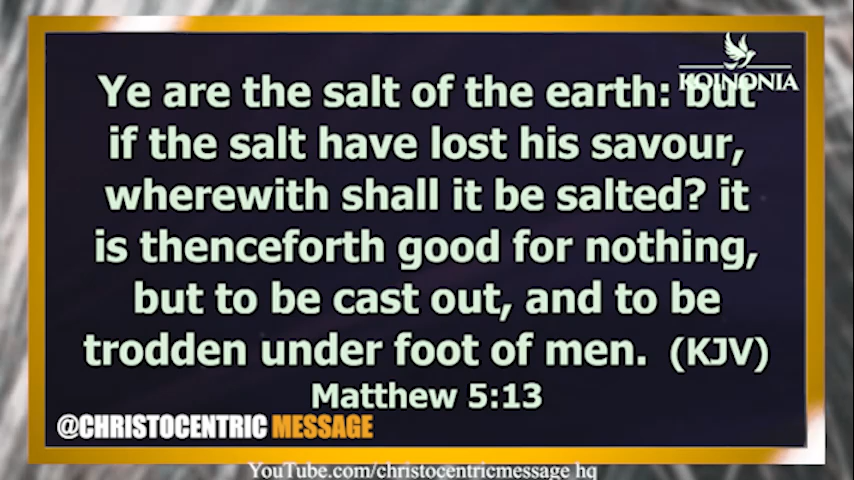 KOINONIA
Ye are the salt of the earth: but
if the salt have lost his savour,
wherewith shall it be salted? it
is thenceforth good for nothing,
but to be cast out, and to be
trodden under foot of men. (KJV)
Matthew 5:13
@CHRISTOCENTRIC MESSAGE
YouTube.com/christocentricmessage hq